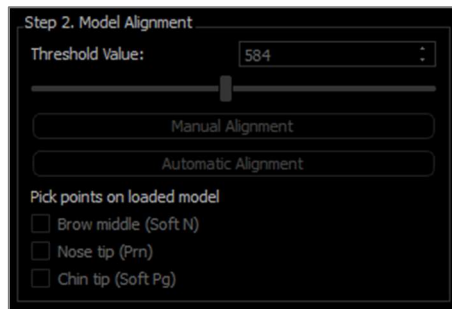 Step 2. Model Alignment
Threshold Value: 584
Manual Alignment
Automatic Alignment
Pick points on loaded model
Brow middle (Soft N)
Nose tip (Prn)
Chin tip (Soft Pg)